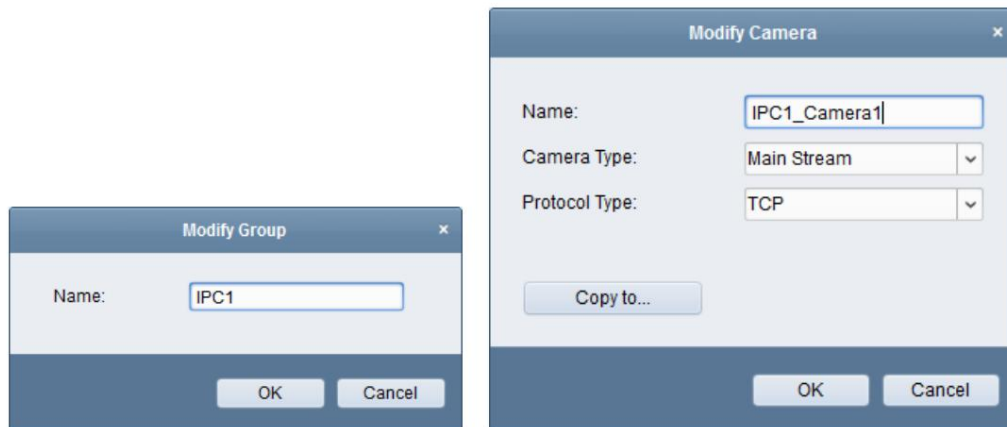 Modify Group ×
Name: IPC1
OK Cancel
Modify Camera ×
Name: IPC1_Camera1
Camera Type: Main Stream
Protocol Type: TCP
Copy to...
OK Cancel